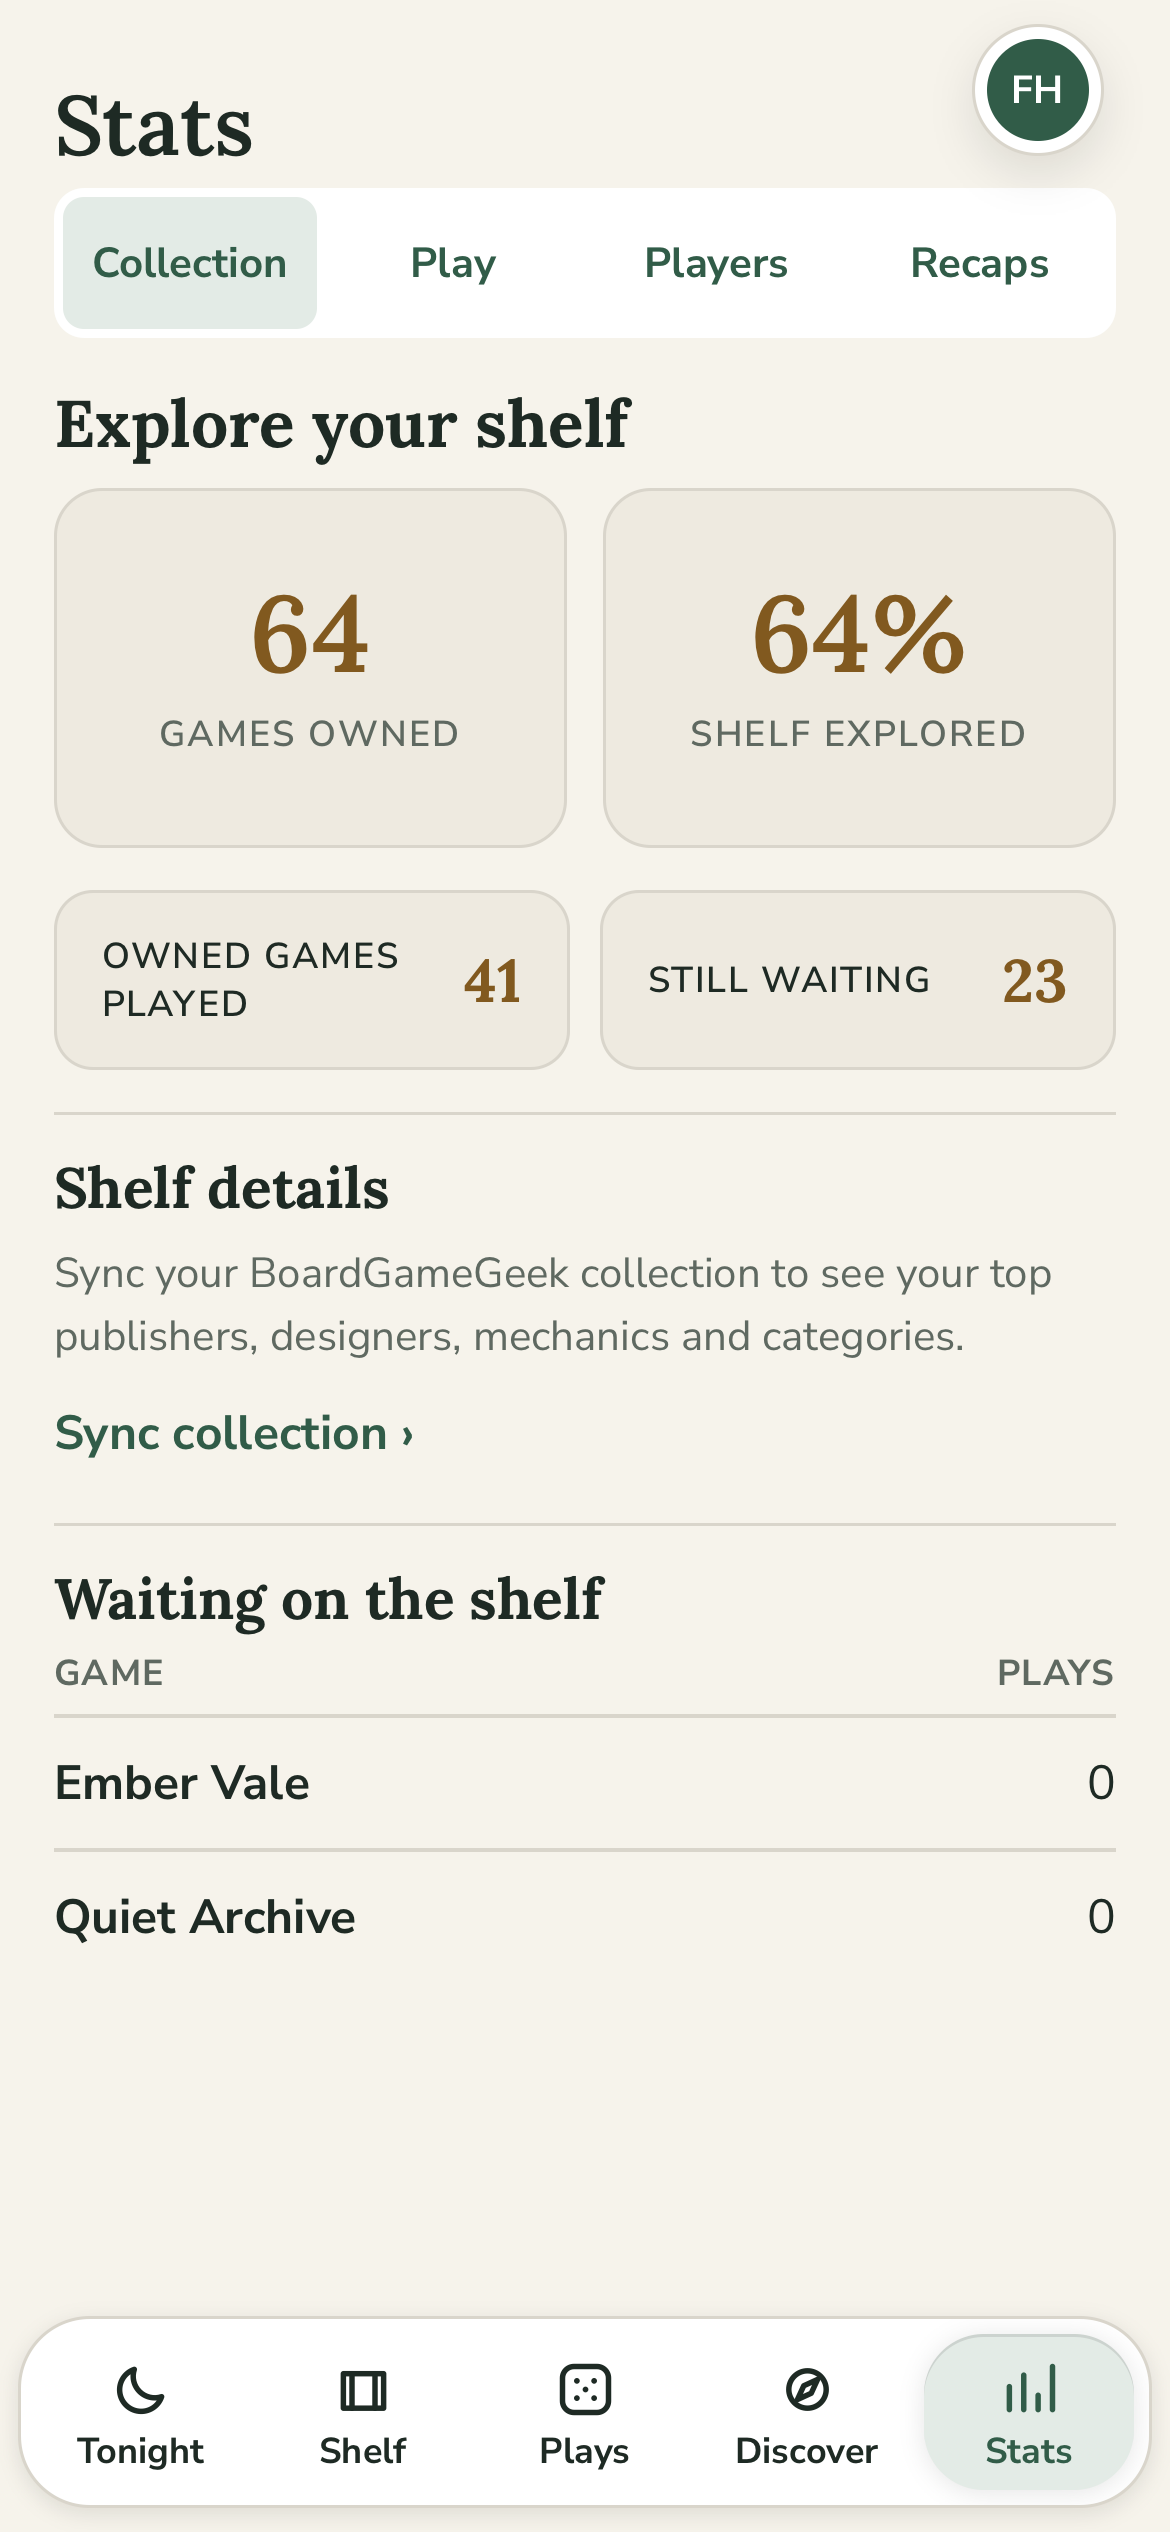 Stats
FH
Collection
Play
Players
Recaps
Explore your shelf
64
GAMES OWNED
64%
SHELF EXPLORED
OWNED GAMES
PLAYED
41
STILL WAITING
23
Shelf details
Sync your BoardGameGeek collection to see your top
publishers, designers, mechanics and categories.
Sync collection ›
Waiting on the shelf
GAME
PLAYS
Ember Vale
0
Quiet Archive
0
Tonight
Shelf
Plays
Discover
Stats